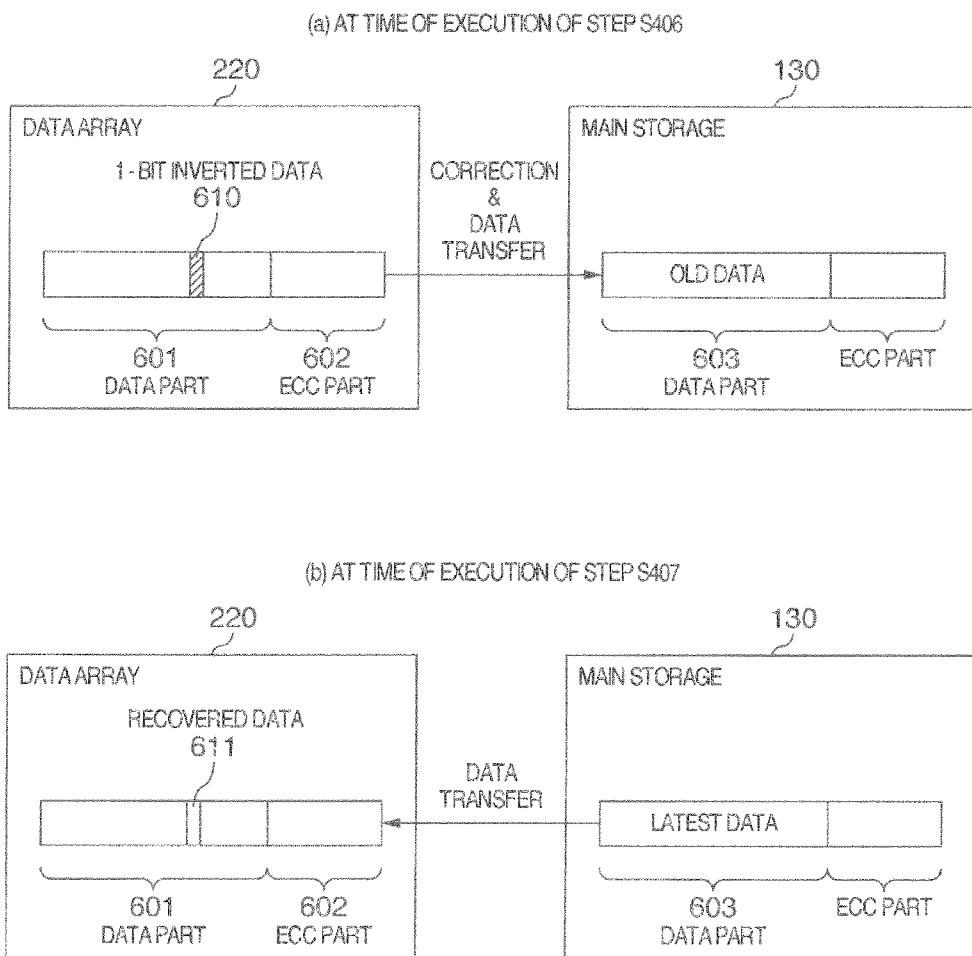 (a) AT TIME OF EXECUTION OF STEP S406
220
130
DATA ARRAY
MAIN STORAGE
1-BIT INVERTED DATA
610
CORRECTION
&
DATA
TRANSFER
OLD DATA
601
602
603
ECC PART
DATA PART
ECC PART
DATA PART
(b) AT TIME OF EXECUTION OF STEP S407
220
130
DATA ARRAY
MAIN STORAGE
RECOVERED DATA
611
DATA
TRANSFER
LATEST DATA
601
602
603
ECC PART
DATA PART
ECC PART
DATA PART